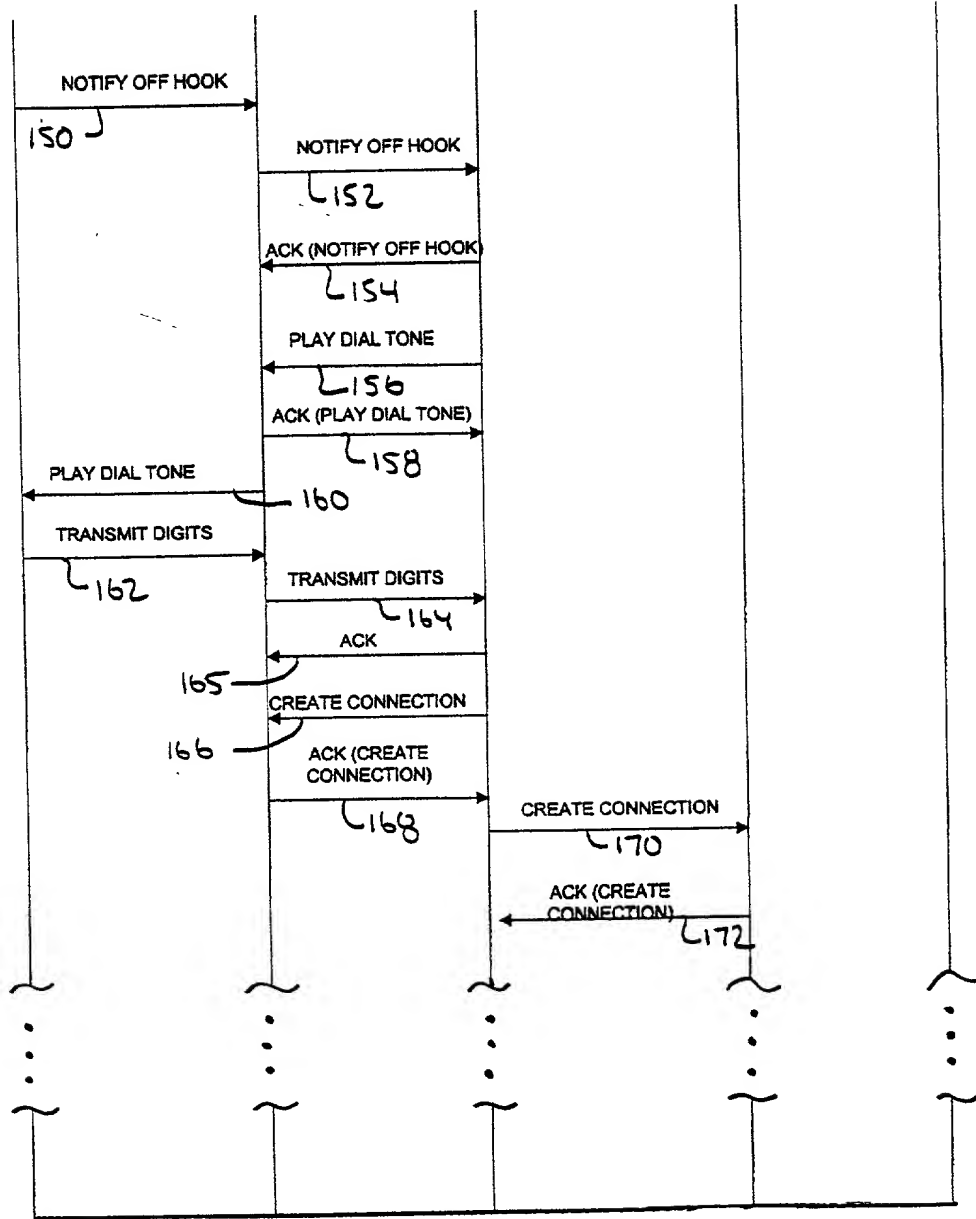 NOTIFY OFF HOOK
150
NOTIFY OFF HOOK
152
ACK (NOTIFY OFF HOOK)
154
PLAY DIAL TONE
156
ACK (PLAY DIAL TONE)
158
PLAY DIAL TONE
160
TRANSMIT DIGITS
162
TRANSMIT DIGITS
164
ACK
165
CREATE CONNECTION
166
ACK (CREATE
CONNECTION)
168
CREATE CONNECTION
170
ACK (CREATE
CONNECTION)
172